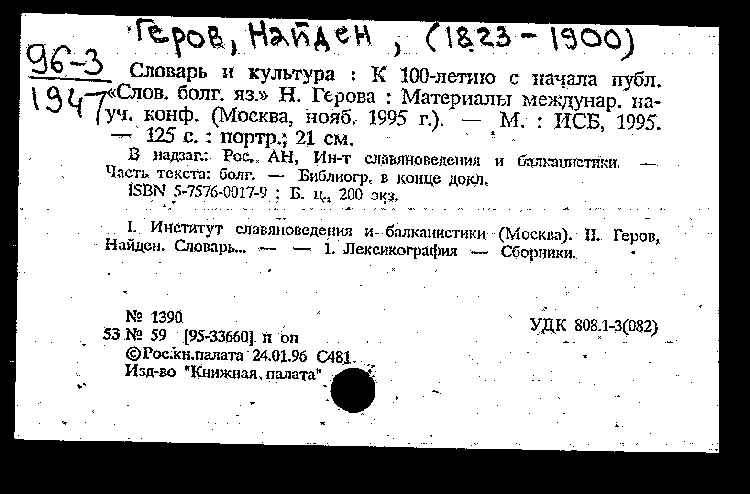 Геров, Найден, (1823-1900)
96-3
1947
Словарь и культура : К 100-летию с начала публ.
«Слов. болг. яз.» Н. Герова : Материалы междунар. на-
уч. конф. (Москва, нояб. 1995 г.). — М. : ИСБ, 1995.
— 125 с. : портр.; 21 см.
В надзаг.: Рос. АН, Ин-т славяноведения и балканистики. —
Часть текста: болг. — Библиогр. в конце докл.
ISBN 5-7576-0017-9 : Б. ц., 200 экз.
I. Институт славяноведения и балканистики (Москва). II. Геров,
Найден. Словарь... — — 1. Лексикография — Сборники.
№ 1390
УДК 808.1-3(082)
53 № 59 [95-33660] п оп
©Рос.кн.палата 24.01.96 С481
Изд-во "Книжная палата"